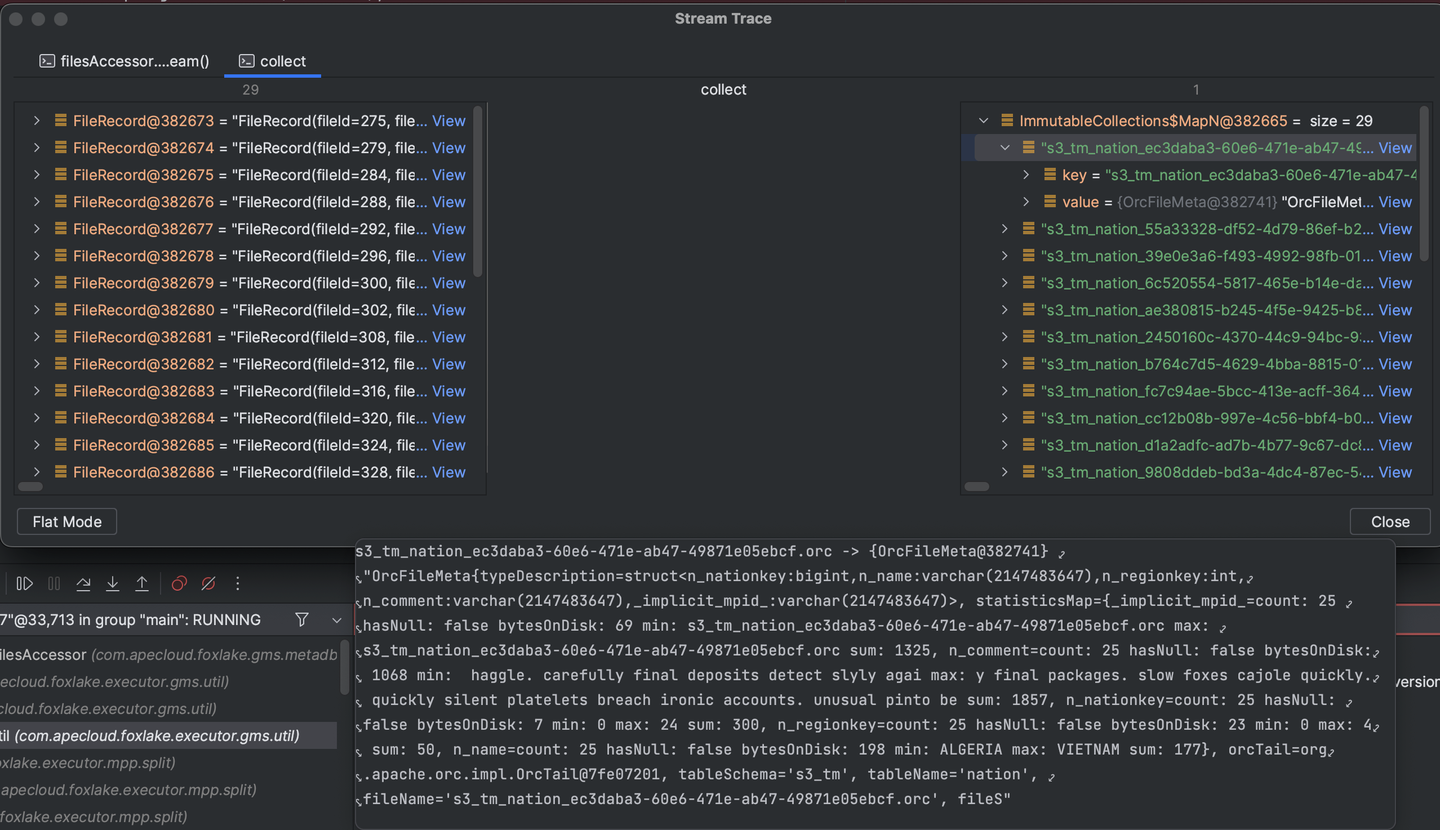 Stream Trace
filesAccessor....eam()
collect
29
collect
1
FileRecord@382673 = "FileRecord(fileId=275, file... View
FileRecord@382674 = "FileRecord(fileId=279, file... View
FileRecord@382675 = "FileRecord(fileId=284, file... View
FileRecord@382676 = "FileRecord(fileId=288, file... View
FileRecord@382677 = "FileRecord(fileId=292, file... View
FileRecord@382678 = "FileRecord(fileId=296, file... View
FileRecord@382679 = "FileRecord(fileId=300, file... View
FileRecord@382680 = "FileRecord(fileId=302, file... View
FileRecord@382681 = "FileRecord(fileId=308, file... View
FileRecord@382682 = "FileRecord(fileId=312, file... View
FileRecord@382683 = "FileRecord(fileId=316, file... View
FileRecord@382684 = "FileRecord(fileId=320, file... View
FileRecord@382685 = "FileRecord(fileId=324, file... View
FileRecord@382686 = "FileRecord(fileId=328, file... View
ImmutableCollections$MapN@382665 = size = 29
"s3_tm_nation_ec3daba3-60e6-471e-ab47-49... View
key = "s3_tm_nation_ec3daba3-60e6-471e-ab47-4
value = {OrcFileMeta@382741} "OrcFileMet... View
"s3_tm_nation_55a33328-df52-4d79-86ef-b2... View
"s3_tm_nation_39e0e3a6-f493-4992-98fb-01... View
"s3_tm_nation_6c520554-5817-465e-b14e-da... View
"s3_tm_nation_ae380815-b245-4f5e-9425-b8... View
"s3_tm_nation_2450160c-4370-44c9-94bc-9... View
"s3_tm_nation_b764c7d5-4629-4bba-8815-0... View
"s3_tm_nation_fc7c94ae-5bcc-413e-acff-364... View
"s3_tm_nation_cc12b08b-997e-4c56-bbf4-b0... View
"s3_tm_nation_d1a2adfc-ad7b-4b77-9c67-dc... View
"s3_tm_nation_9808ddeb-bd3a-4dc4-87ec-5... View
Flat Mode
Close
s3_tm_nation_ec3daba3-60e6-471e-ab47-49871e05ebcf.orc -> {OrcFileMeta@382741}
"OrcFileMeta{typeDescription=struct<n_nationkey:bigint,n_name:varchar(2147483647),n_regionkey:int,
n_comment:varchar(2147483647),_implicit_mpid_:varchar(2147483647)>, statisticsMap={_implicit_mpid_=count: 25
hasNull: false bytesOnDisk: 69 min: s3_tm_nation_ec3daba3-60e6-471e-ab47-49871e05ebcf.orc max:
s3_tm_nation_ec3daba3-60e6-471e-ab47-49871e05ebcf.orc sum: 1325, n_comment=count: 25 hasNull: false bytesOnDisk:
1068 min:  haggle. carefully final deposits detect slyly agai max: y final packages. slow foxes cajole quickly.
quickly silent platelets breach ironic accounts. unusual pinto be sum: 1857, n_nationkey=count: 25 hasNull:
false bytesOnDisk: 7 min: 0 max: 24 sum: 300, n_regionkey=count: 25 hasNull: false bytesOnDisk: 23 min: 0 max: 4
sum: 50, n_name=count: 25 hasNull: false bytesOnDisk: 198 min: ALGERIA max: VIETNAM sum: 177}, orcTail=org
.apache.orc.impl.OrcTail@7fe07201, tableSchema='s3_tm', tableName='nation',
fileName='s3_tm_nation_ec3daba3-60e6-471e-ab47-49871e05ebcf.orc', fileS"
7"@33,713 in group "main": RUNNING
ilesAccessor (com.apecloud.foxlake.gms.metadb
ecloud.foxlake.executor.gms.util)
cloud.foxlake.executor.gms.util)
til (com.apecloud.foxlake.executor.gms.util)
oxlake.executor.mpp.split)
apecloud.foxlake.executor.mpp.split)
foxlake.executor.mpp.split)
version